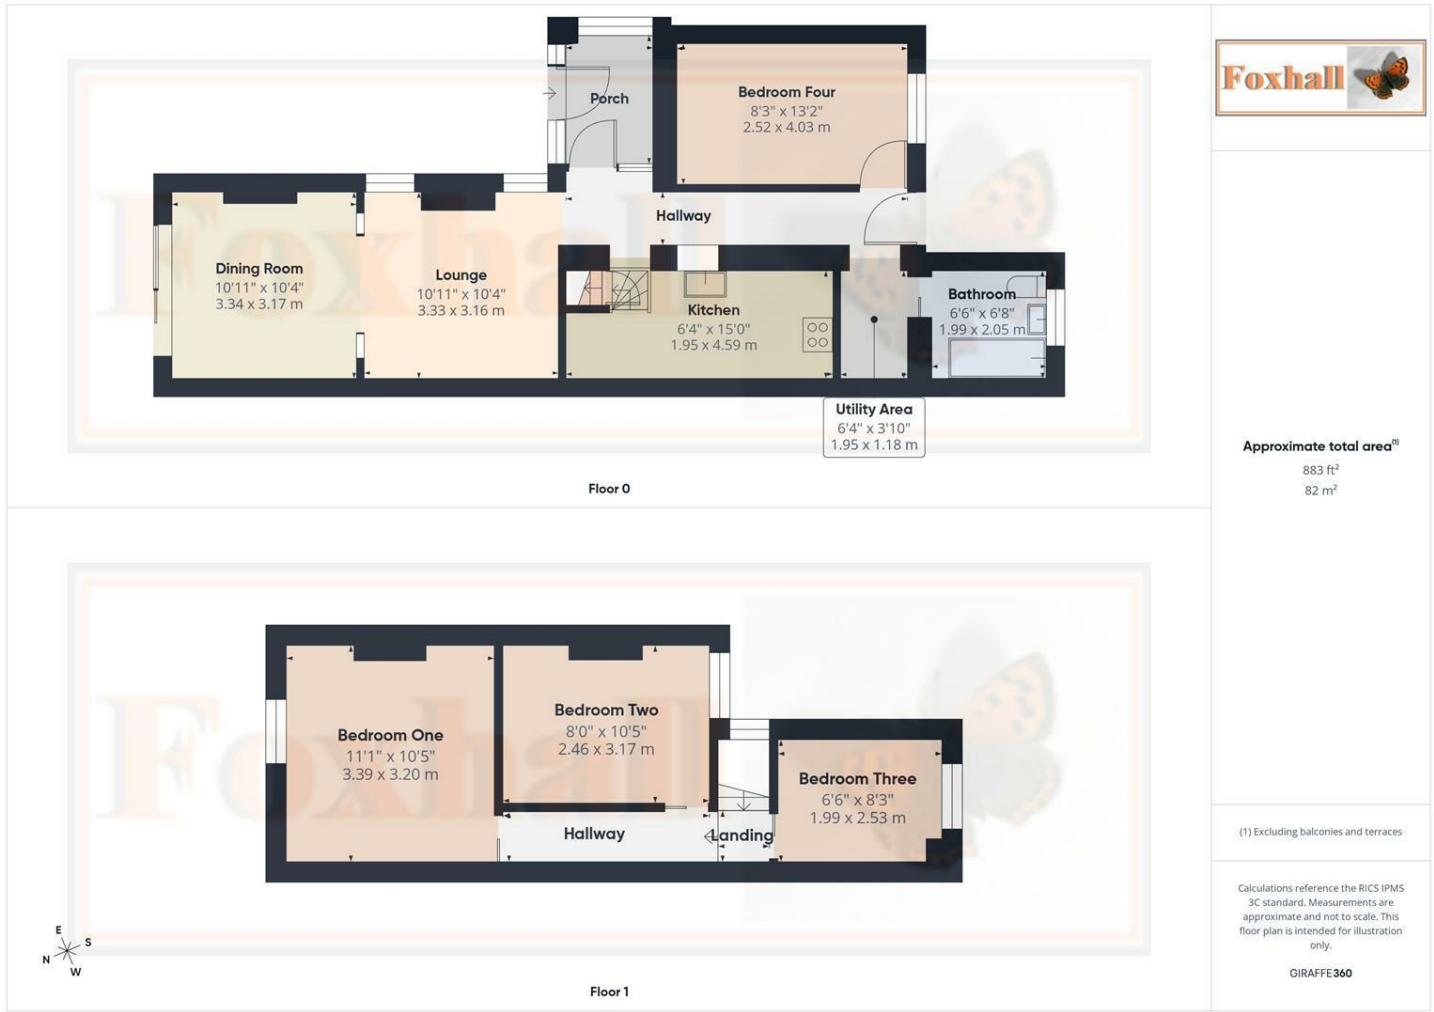 Foxhall
Porch
Bedroom Four
8'3" x 13'2"
2.52 x 4.03 m
Hallway
Dining Room
10'11" x 10'4"
3.34 x 3.17 m
Lounge
10'11" x 10'4"
3.33 x 3.16 m
Kitchen
6'4" x 15'0"
1.95 x 4.59 m
Bathroom
6'6" x 6'8"
1.99 x 2.05 m
Utility Area
6'4" x 3'10"
1.95 x 1.18 m
Floor 0
Foxhall
Approximate total area(1)
883 ft²
82 m²
Foxhall
Bedroom One
11'1" x 10'5"
3.39 x 3.20 m
Bedroom Two
8'0" x 10'5"
2.46 x 3.17 m
Bedroom Three
6'6" x 8'3"
1.99 x 2.53 m
Hallway
Landing
E
S
N
W
Floor 1
(1) Excluding balconies and terraces
Calculations reference the RICS IPMS
3C standard. Measurements are
approximate and not to scale. This
floor plan is intended for illustration
only.
GIRAFFE360